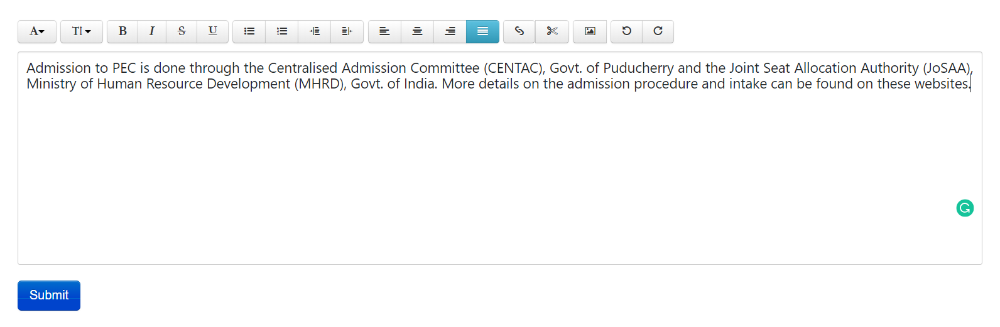 A TI B I S U
Admission to PEC is done through the Centralised Admission Committee (CENTAC), Govt. of Puducherry and the Joint Seat Allocation Authority (JoSAA),
Ministry of Human Resource Development (MHRD), Govt. of India. More details on the admission procedure and intake can be found on these websites.
Submit